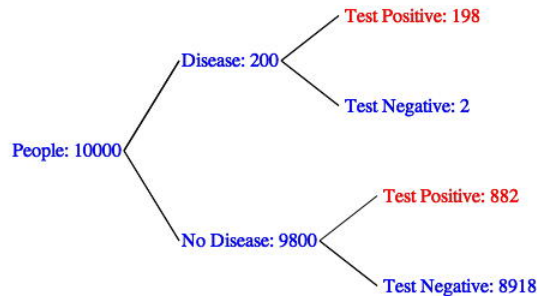 Test Positive: 198
Disease: 200
Test Negative: 2
People: 10000
Test Positive: 882
No Disease: 9800
Test Negative: 8918